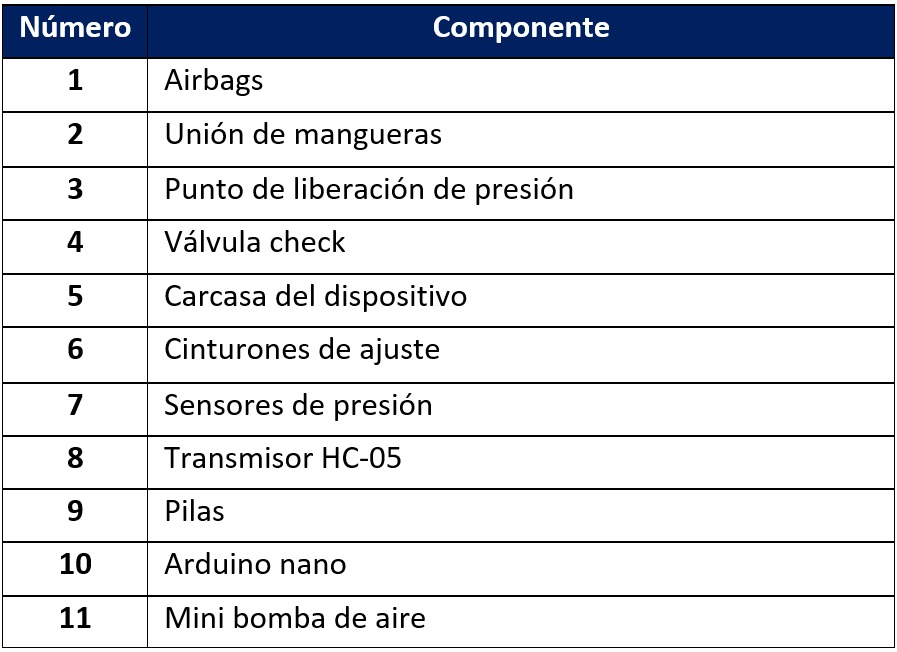 Número Componente
1 Airbags
2 Unión de mangueras
3 Punto de liberación de presión
4 Válvula check
5 Carcasa del dispositivo
6 Cinturones de ajuste
7 Sensores de presión
8 Transmisor HC-05
9 Pilas
10 Arduino nano
11 Mini bomba de aire